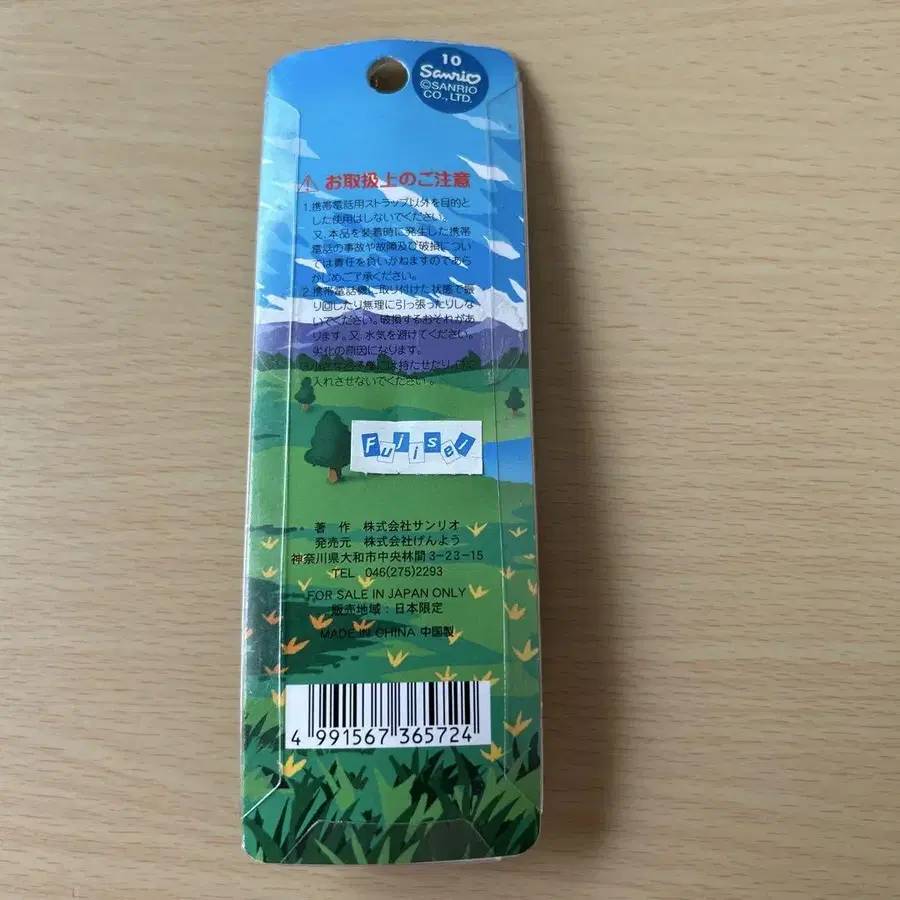 10
Sanrio
©SANRIO
CO.,LTD.
お取扱上のご注意
1.携帯電話用ストラップ以外を目的と
した使用はしないでください。
又、本品を装着時に発生した携帯
電話の事故や故障及び破損につい
ては責任を負いかねますのであら
かじめご了承ください。
2.携帯電話機に取り付けた状態で振
り回したり無理に引っ張ったりしな
いでください。破損するおそれがあ
ります。又、水気を避けてください。
劣化の原因になります。
には持たせたり
入れさせないでください。
Fujisel
著 作 株式会社サンリオ
発売元 株式会社げんよう
神奈川県大和市中央林間3-23-15
TEL 046(275)2293
FOR SALE IN JAPAN ONLY
販売地域:日本限定
MADE IN CHINA 中国製
4 991567 365724